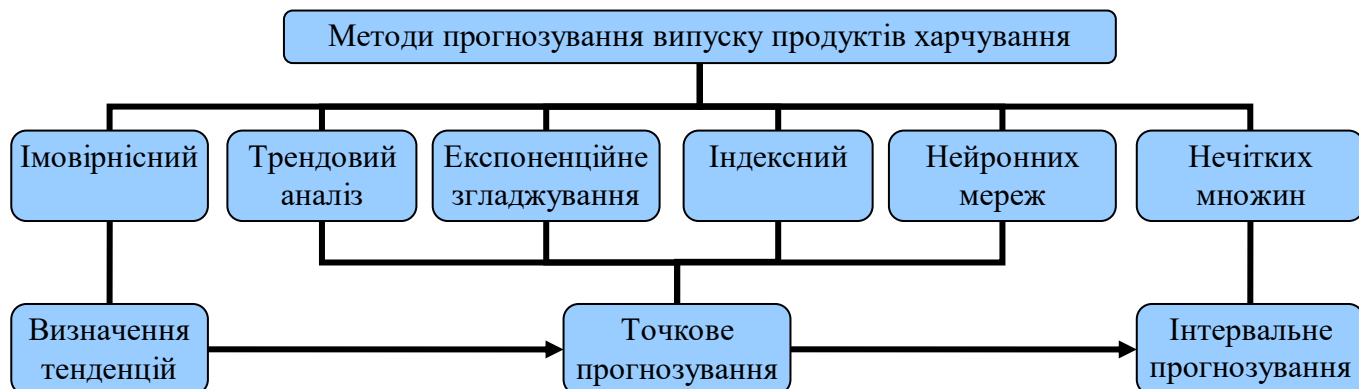 Методи прогнозування випуску продуктів харчування
Імовірнісний
Трендовий
аналіз
Експоненційне
згладжування
Індексний
Нейронних
мереж
Нечітких
множин
Визначення
тенденцій
Точкове
прогнозування
Інтервальне
прогнозування